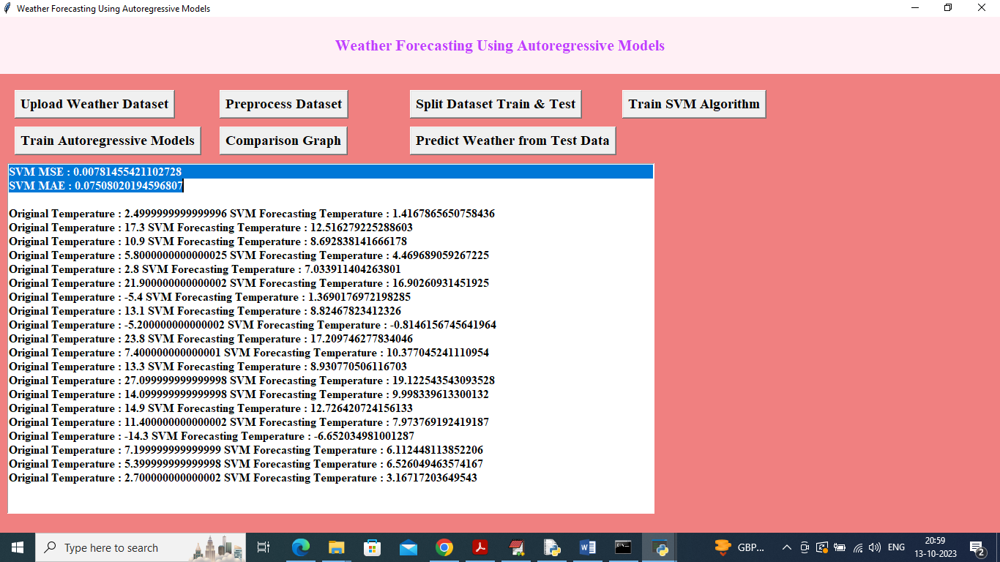 Weather Forecasting Using Autoregressive Models
Weather Forecasting Using Autoregressive Models
Upload Weather Dataset
Preprocess Dataset
Split Dataset Train & Test
Train SVM Algorithm
Train Autoregressive Models
Comparison Graph
Predict Weather from Test Data
SVM MSE : 0.00781455421102728
SVM MAE : 0.07508020194596807
Original Temperature : 2.4999999999999996 SVM Forecasting Temperature : 1.4167865650758436
Original Temperature : 17.3 SVM Forecasting Temperature : 12.516279225288603
Original Temperature : 10.9 SVM Forecasting Temperature : 8.692838141666178
Original Temperature : 5.8000000000000025 SVM Forecasting Temperature : 4.469689059267225
Original Temperature : 2.8 SVM Forecasting Temperature : 7.033911404263801
Original Temperature : 21.900000000000002 SVM Forecasting Temperature : 16.90260931451925
Original Temperature : -5.4 SVM Forecasting Temperature : 1.3690176972198285
Original Temperature : 13.1 SVM Forecasting Temperature : 8.82467823412326
Original Temperature : -5.200000000000002 SVM Forecasting Temperature : -0.8146156745641964
Original Temperature : 23.8 SVM Forecasting Temperature : 17.209746277834046
Original Temperature : 7.400000000000001 SVM Forecasting Temperature : 10.377045241110954
Original Temperature : 13.3 SVM Forecasting Temperature : 8.930770506116703
Original Temperature : 27.099999999999998 SVM Forecasting Temperature : 19.122543543093528
Original Temperature : 14.099999999999998 SVM Forecasting Temperature : 9.998339613300132
Original Temperature : 14.9 SVM Forecasting Temperature : 12.726420724156133
Original Temperature : 11.400000000000002 SVM Forecasting Temperature : 7.973769192419187
Original Temperature : -14.3 SVM Forecasting Temperature : -6.652034981001287
Original Temperature : 7.199999999999999 SVM Forecasting Temperature : 6.112448113852206
Original Temperature : 5.399999999999998 SVM Forecasting Temperature : 6.526049463574167
Original Temperature : 2.700000000000002 SVM Forecasting Temperature : 3.16717203649543
Type here to search
GBP...
ENG
20:59
13-10-2023
2